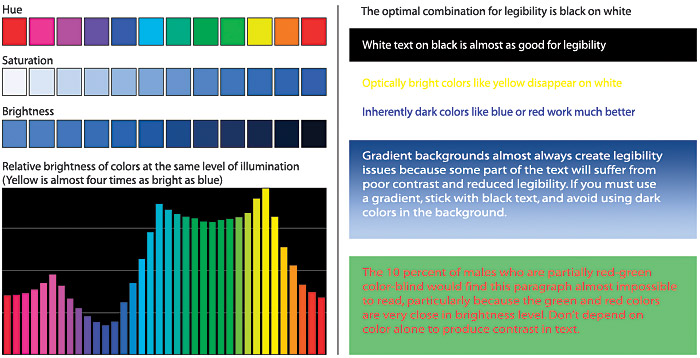 Hue
Saturation
Brightness
Relative brightness of colors at the same level of illumination
(Yellow is almost four times as bright as blue)
The optimal combination for legibility is black on white
White text on black is almost as good for legibility
Optically bright colors like yellow disappear on white
Inherently dark colors like blue or red work much better
Gradient backgrounds almost always create legibility
issues because some part of the text will suffer from
poor contrast and reduced legibility. If you must use
a gradient, stick with black text, and avoid using dark
colors in the background.
The 10 percent of males who are partially red-green
color-blind would find this paragraph almost impossible
to read, particularly because the green and red colors
are very close in brightness level. Don't depend on
color alone to produce contrast in text.